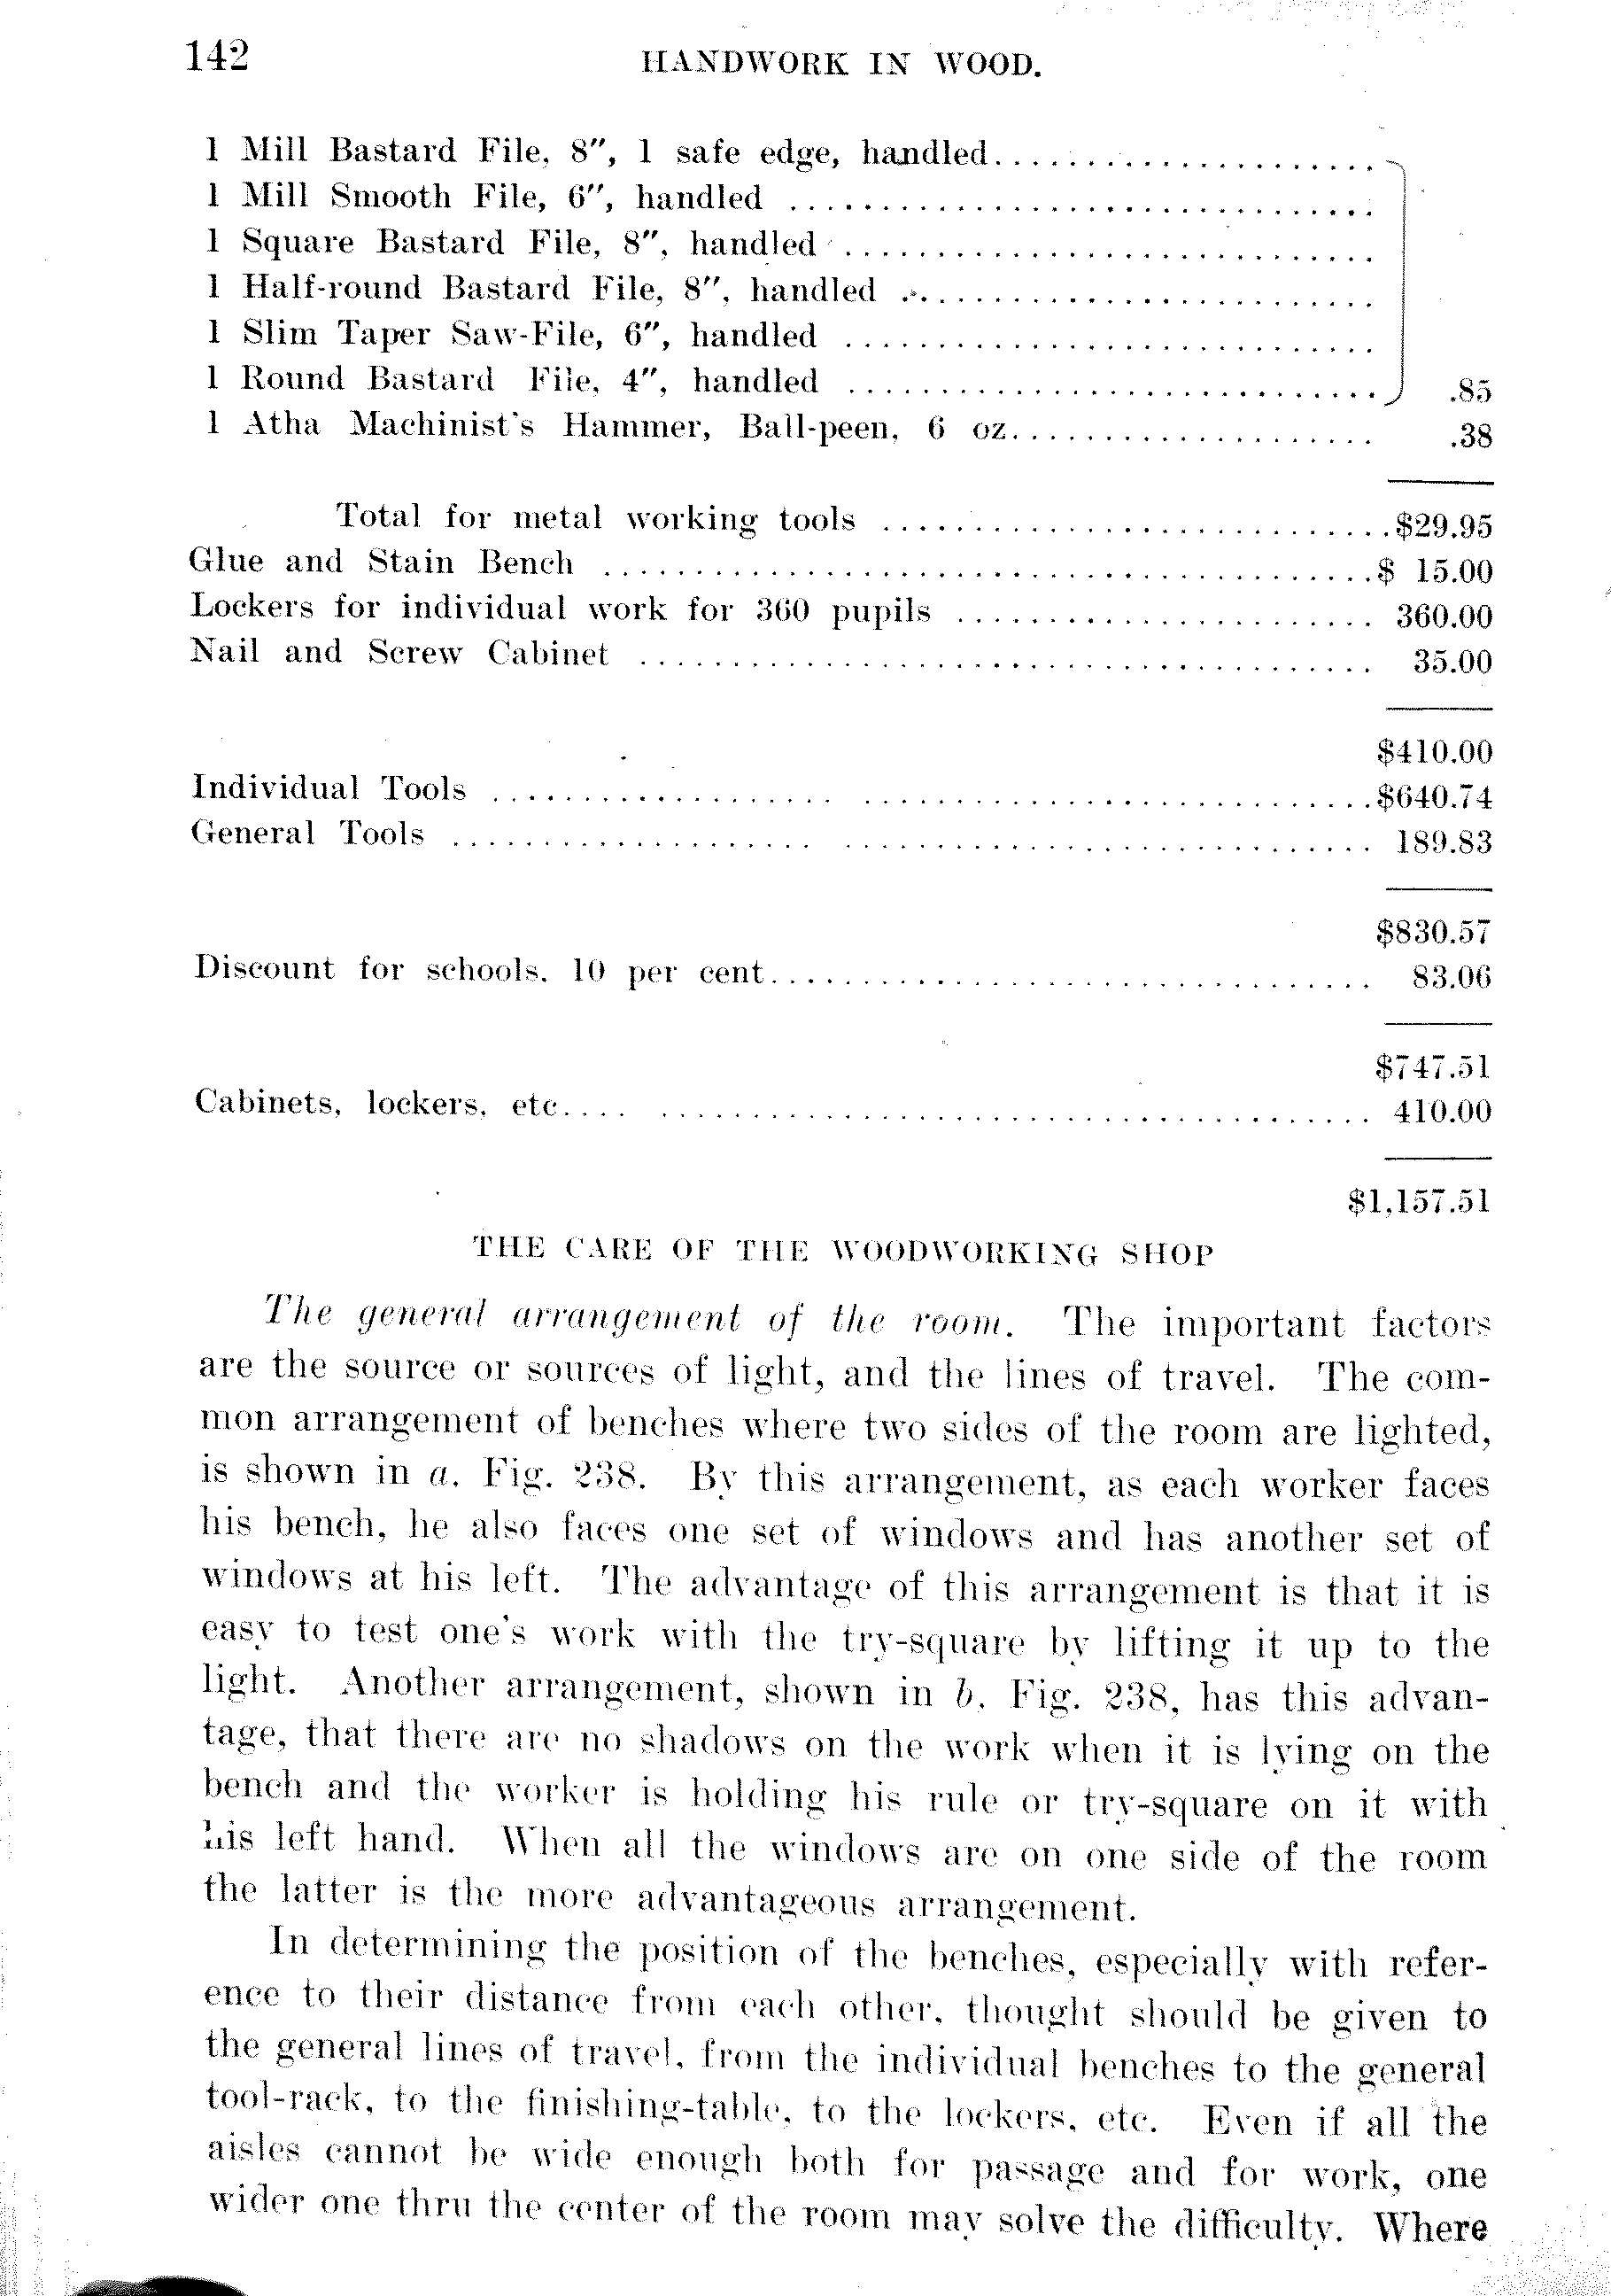 142 HANDWORK IN WOOD.
1 Mill Bastard File, 8″, 1 safe edge, handled.....................
1 Mill Smooth File, 6″, handled ................................
1 Square Bastard File, 8″, handled .............................
1 Half-round Bastard File, 8″, handled ..........................
1 Slim Taper Saw-File, 6″, handled .............................
1 Round Bastard File, 4″, handled .............................) .85
1 Atha Machinist's Hammer, Ball-peen, 6 oz.................... .38
Total for metal working tools ............................$29.95
Glue and Stain Bench ..........................................$ 15.00
Lockers for individual work for 360 pupils ....................... 360.00
Nail and Screw Cabinet ........................................ 35.00
$410.00
Individual Tools ................... ............................$640.74
General Tools .................... ............................. 189.83
$830.57
Discount for schools. 10 per cent................................. 83.06
$747.51
Cabinets, lockers, etc.... ....................................... 410.00
$1,157.51
THE CARE OF THE WOODWORKING SHOP
The general arrangement of the room. The important factors
are the source or sources of light, and the lines of travel. The com-
mon arrangement of benches where two sides of the room are lighted,
is shown in a. Fig. 238. By this arrangement, as each worker faces
his bench, he also faces one set of windows and has another set of
windows at his left. The advantage of this arrangement is that it is
easy to test one's work with the try-square by lifting it up to the
light. Another arrangement, shown in b. Fig. 238, has this advan-
tage, that there are no shadows on the work when it is lying on the
bench and the worker is holding his rule or try-square on it with
his left hand. When all the windows are on one side of the room
the latter is the more advantageous arrangement.
In determining the position of the benches, especially with refer-
ence to their distance from each other, thought should be given to
the general lines of travel, from the individual benches to the general
tool-rack, to the finishing-table, to the lockers, etc. Even if all the
aisles cannot be wide enough both for passage and for work, one
wider one thru the center of the room may solve the difficulty. Where